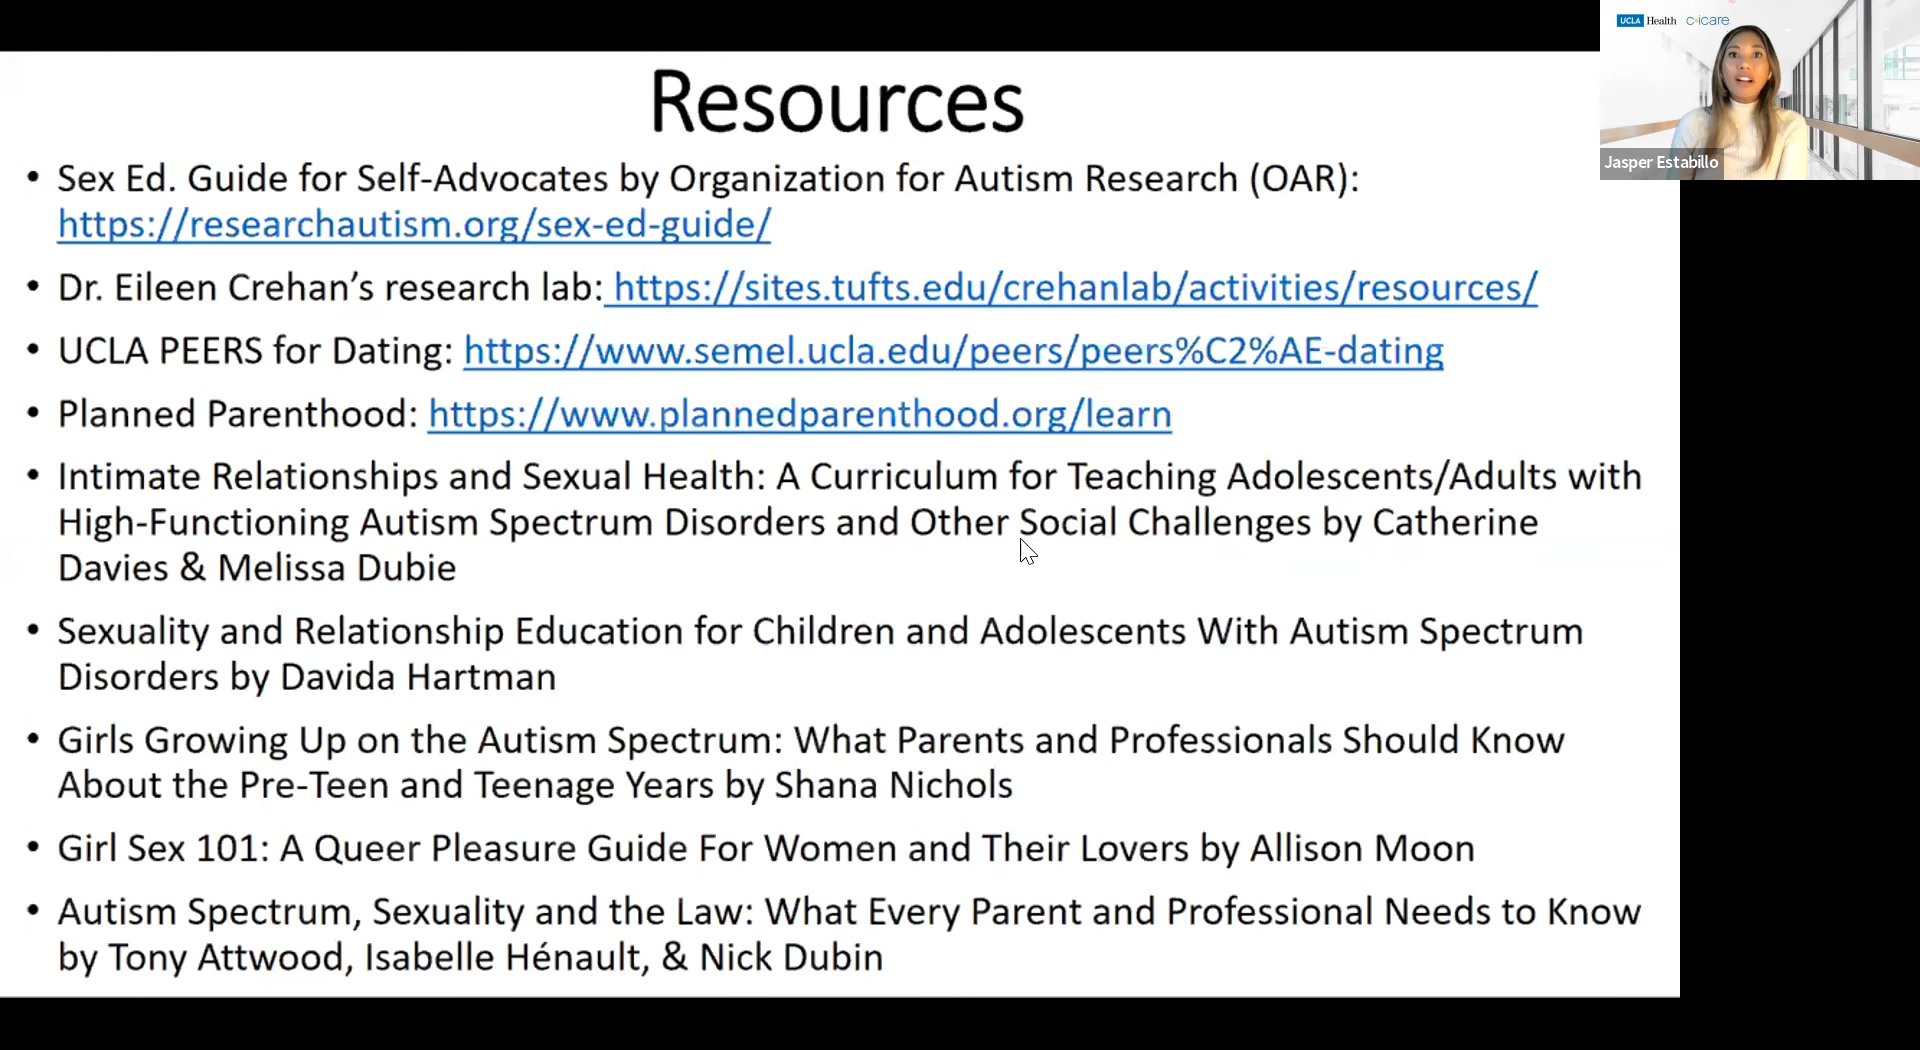 UCLA Health | c·icare
Jasper Estabillo
Resources
• Sex Ed. Guide for Self-Advocates by Organization for Autism Research (OAR):
https://researchautism.org/sex-ed-guide/
• Dr. Eileen Crehan’s research lab: https://sites.tufts.edu/crehanlab/activities/resources/
• UCLA PEERS for Dating: https://www.semel.ucla.edu/peers/peers%C2%AE-dating
• Planned Parenthood: https://www.plannedparenthood.org/learn
• Intimate Relationships and Sexual Health: A Curriculum for Teaching Adolescents/Adults with
High-Functioning Autism Spectrum Disorders and Other Social Challenges by Catherine
Davies & Melissa Dubie
• Sexuality and Relationship Education for Children and Adolescents With Autism Spectrum
Disorders by Davida Hartman
• Girls Growing Up on the Autism Spectrum: What Parents and Professionals Should Know
About the Pre-Teen and Teenage Years by Shana Nichols
• Girl Sex 101: A Queer Pleasure Guide For Women and Their Lovers by Allison Moon
• Autism Spectrum, Sexuality and the Law: What Every Parent and Professional Needs to Know
by Tony Attwood, Isabelle Hénault, & Nick Dubin